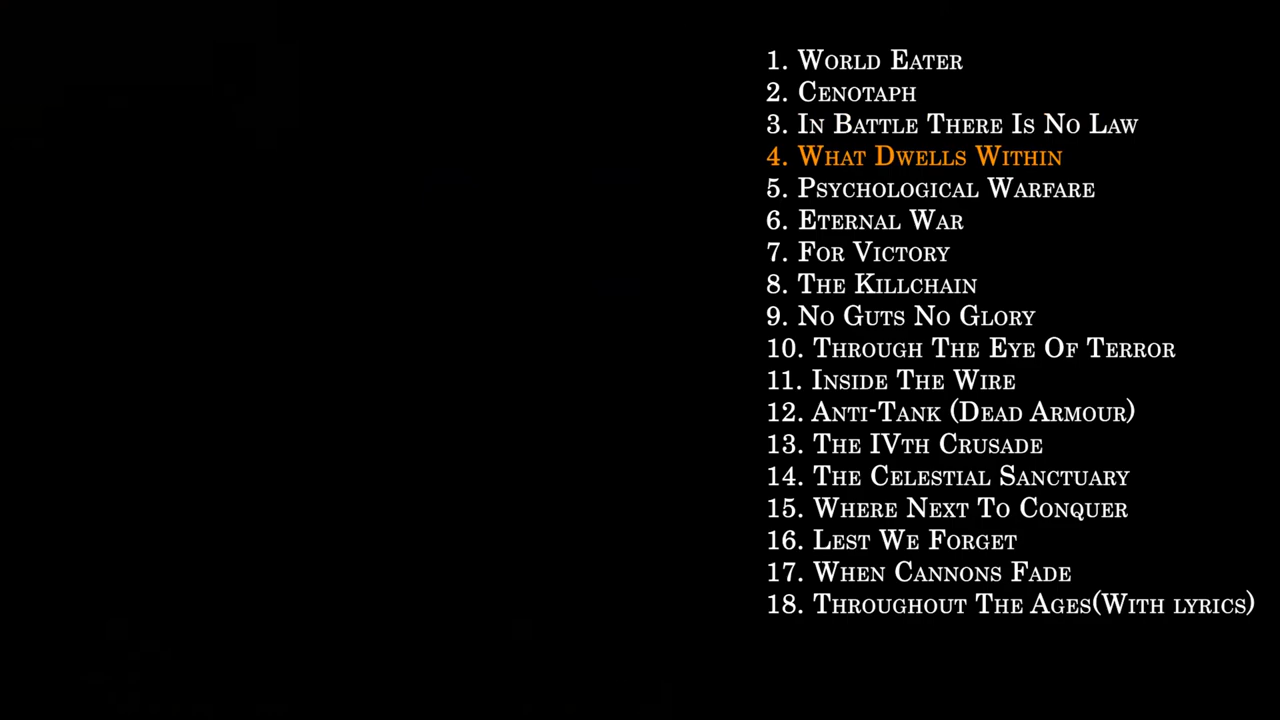 1. World Eater
2. Cenotaph
3. In Battle There Is No Law
4. What Dwells Within
5. Psychological Warfare
6. Eternal War
7. For Victory
8. The Killchain
9. No Guts No Glory
10. Through The Eye Of Terror
11. Inside The Wire
12. Anti-Tank (Dead Armour)
13. The IVth Crusade
14. The Celestial Sanctuary
15. Where Next To Conquer
16. Lest We Forget
17. When Cannons Fade
18. Throughout The Ages(With lyrics)